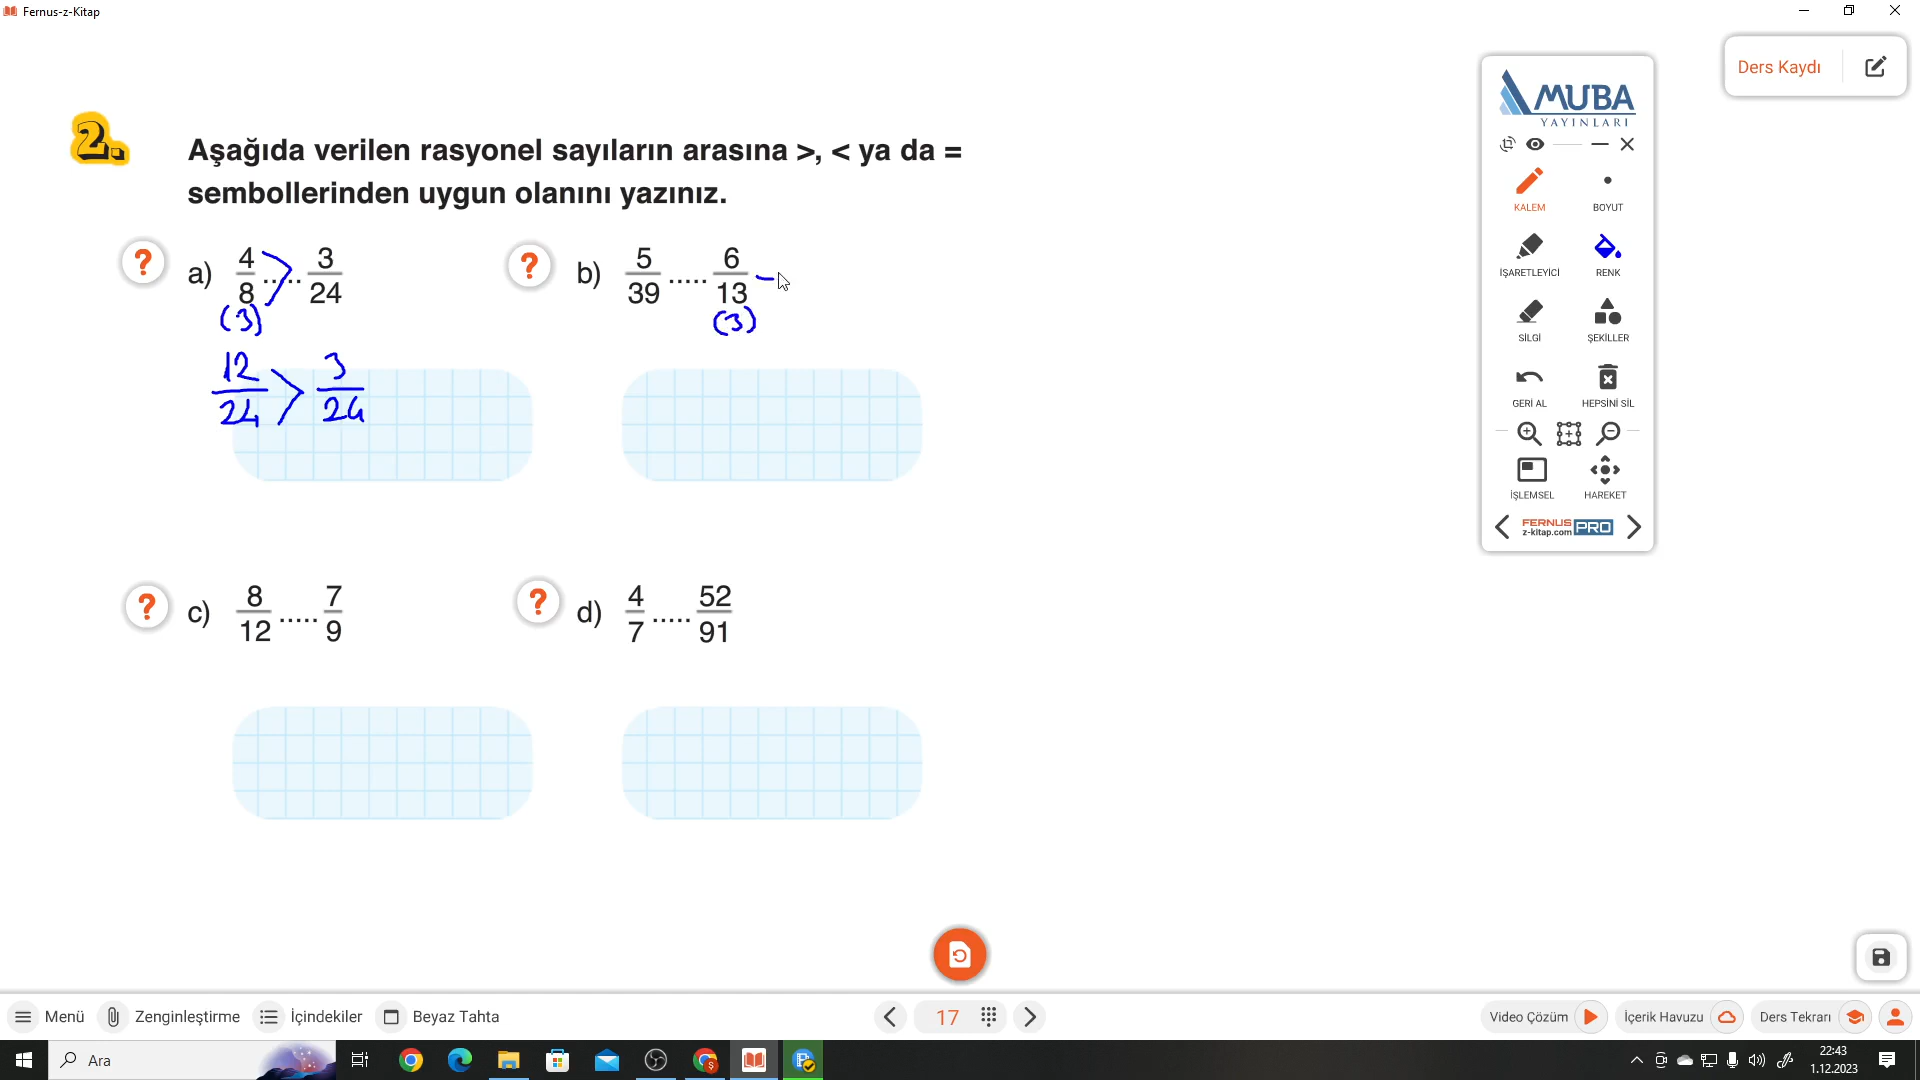 Fernus-z-Kitap
Ders Kaydı
MUBA
YAYINLARI
2.
Aşağıda verilen rasyonel sayıların arasına >, < ya da =
sembollerinden uygun olanını yazınız.
? a) 4/8 ..... > 3/24
(3)
12/24 > 3/24
? b) 5/39 ..... 6/13 -
(3)
? c) 8/12 ..... 7/9
? d) 4/7 ..... 52/91
KALEM BOYUT
İŞARETLEYİCİ RENK
SİLGİ ŞEKİLLER
GERİ AL HEPSİNİ SİL
İŞLEMSEL HAREKET
FERNUS PRO
z-kitap.com
Menü Zenginleştirme İçindekiler Beyaz Tahta 17 Video Çözüm İçerik Havuzu Ders Tekrarı
Ara
22:43
1.12.2023